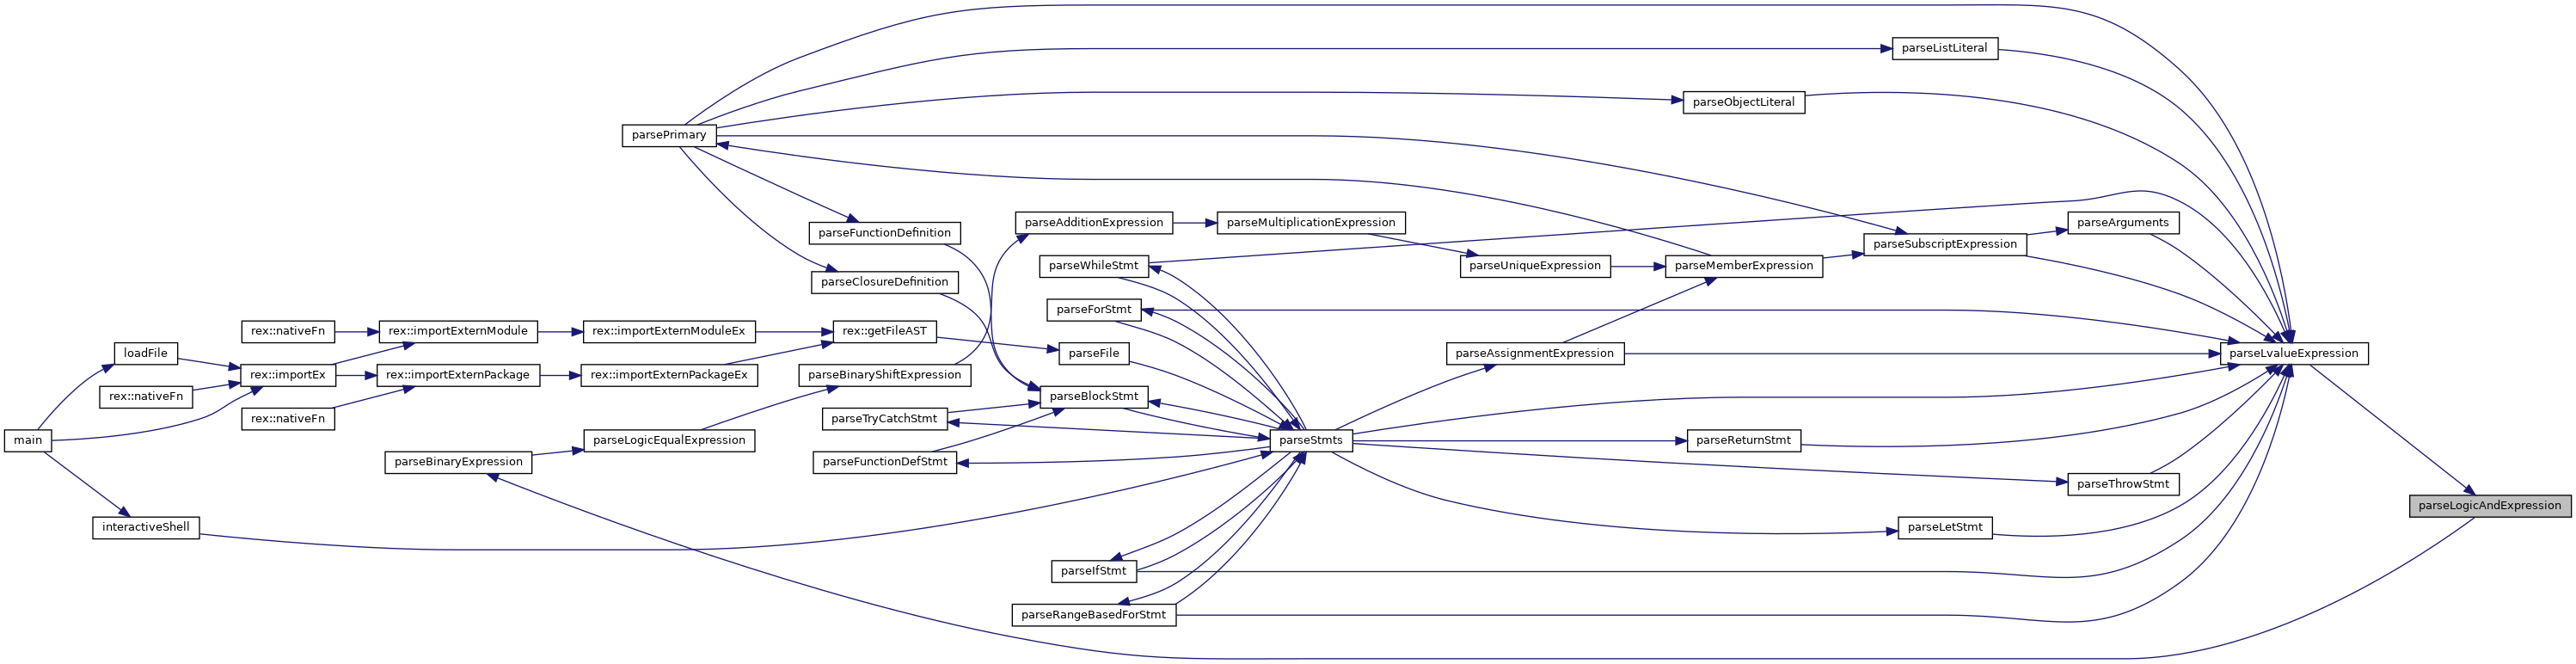 parseListLiteral
parseObjectLiteral
parsePrimary
parseFunctionDefinition
parseAdditionExpression
parseMultiplicationExpression
parseArguments
parseSubscriptExpression
parseWhileStmt
parseUniqueExpression
parseMemberExpression
parseClosureDefinition
parseForStmt
rex::nativeFn
rex::importExternModule
rex::importExternModuleEx
rex::getFileAST
loadFile
parseFile
parseAssignmentExpression
parseLvalueExpression
rex::importEx
rex::importExternPackage
rex::importExternPackageEx
parseBinaryShiftExpression
rex::nativeFn
parseBlockStmt
rex::nativeFn
parseTryCatchStmt
main
parseLogicEqualExpression
parseStmts
parseReturnStmt
parseBinaryExpression
parseFunctionDefStmt
parseThrowStmt
parseLogicAndExpression
interactiveShell
parseLetStmt
parseIfStmt
parseRangeBasedForStmt